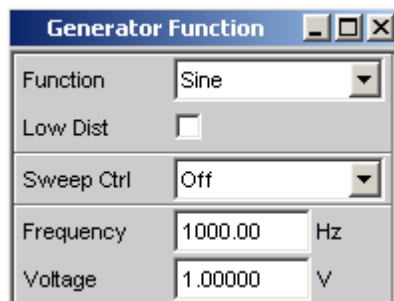 Generator Function
Function Sine
Low Dist
Sweep Ctrl Off
Frequency 1000.00 Hz
Voltage 1.00000 V